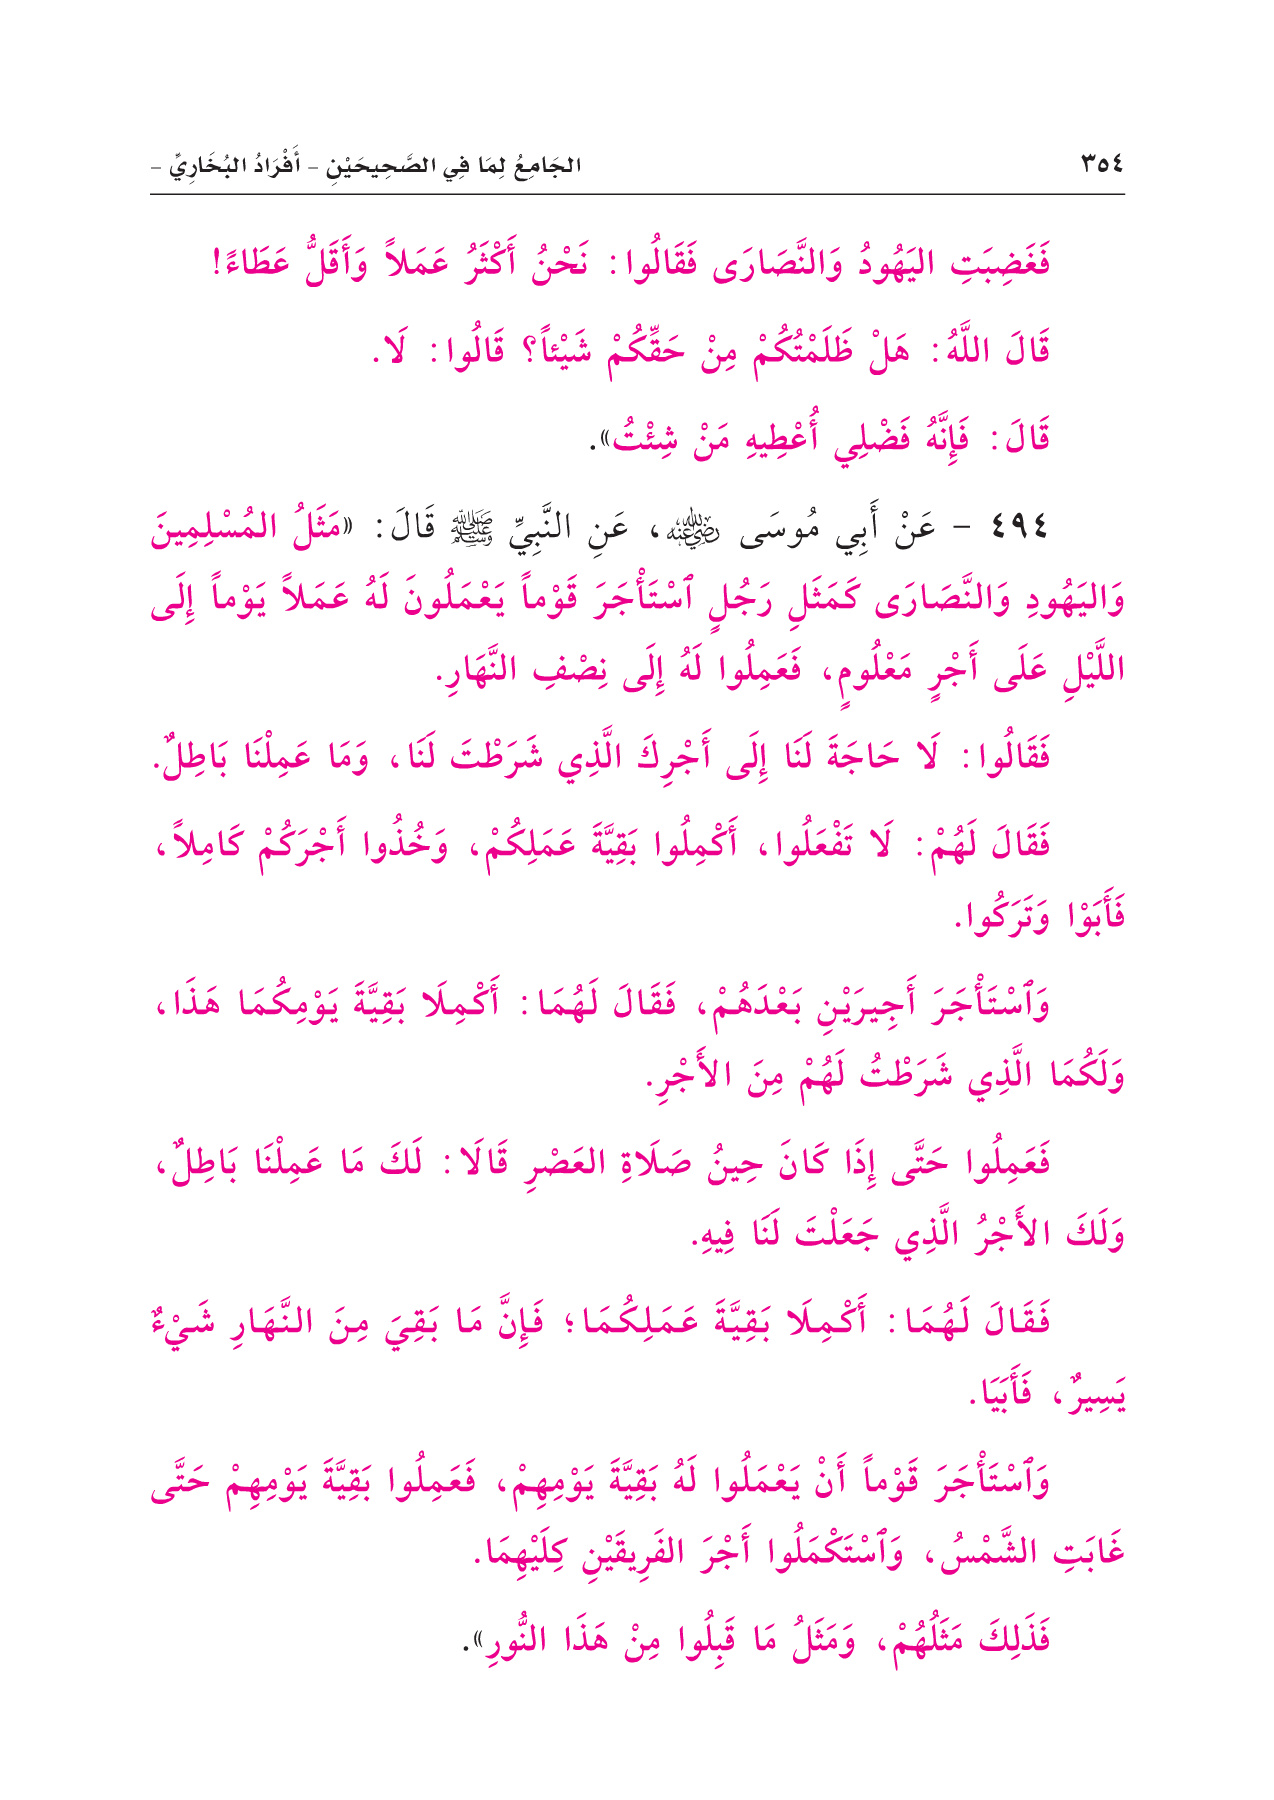 ٣٥٤ الجَامِعُ لِمَا فِي الصَّحِيحَيْنِ – أَفْرَادُ البُخَارِيِّ –
فَغَضِبَتِ اليَهُودُ وَالنَّصَارَى فَقَالُوا: نَحْنُ أَكْثَرُ عَمَلاً وَأَقَلُّ عَطَاءً!
قَالَ اللَّهُ: هَلْ ظَلَمْتُكُمْ مِنْ حَقِّكُمْ شَيْئاً؟ قَالُوا: لَا.
قَالَ: فَإِنَّهُ فَضْلِي أُعْطِيهِ مَنْ شِئْتُ».
٤٩٤ – عَنْ أَبِي مُوسَى رضي الله عنه، عَنِ النَّبِيِّ ﷺ قَالَ: «مَثَلُ المُسْلِمِينَ
وَاليَهُودِ وَالنَّصَارَى كَمَثَلِ رَجُلٍ ٱسْتَأْجَرَ قَوْماً يَعْمَلُونَ لَهُ عَمَلاً يَوْماً إِلَى
اللَّيْلِ عَلَى أَجْرٍ مَعْلُومٍ، فَعَمِلُوا لَهُ إِلَى نِصْفِ النَّهَارِ.
فَقَالُوا: لَا حَاجَةَ لَنَا إِلَى أَجْرِكَ الَّذِي شَرَطْتَ لَنَا، وَمَا عَمِلْنَا بَاطِلٌ.
فَقَالَ لَهُمْ: لَا تَفْعَلُوا، أَكْمِلُوا بَقِيَّةَ عَمَلِكُمْ، وَخُذُوا أَجْرَكُمْ كَامِلاً،
فَأَبَوْا وَتَرَكُوا.
وَٱسْتَأْجَرَ أَجِيرَيْنِ بَعْدَهُمْ، فَقَالَ لَهُمَا: أَكْمِلَا بَقِيَّةَ يَوْمِكُمَا هَذَا،
وَلَكُمَا الَّذِي شَرَطْتُ لَهُمْ مِنَ الأَجْرِ.
فَعَمِلُوا حَتَّى إِذَا كَانَ حِينُ صَلَاةِ العَصْرِ قَالَا: لَكَ مَا عَمِلْنَا بَاطِلٌ،
وَلَكَ الأَجْرُ الَّذِي جَعَلْتَ لَنَا فِيهِ.
فَقَالَ لَهُمَا: أَكْمِلَا بَقِيَّةَ عَمَلِكُمَا؛ فَإِنَّ مَا بَقِيَ مِنَ النَّهَارِ شَيْءٌ
يَسِيرٌ، فَأَبَيَا.
وَٱسْتَأْجَرَ قَوْماً أَنْ يَعْمَلُوا لَهُ بَقِيَّةَ يَوْمِهِمْ، فَعَمِلُوا بَقِيَّةَ يَوْمِهِمْ حَتَّى
غَابَتِ الشَّمْسُ، وَٱسْتَكْمَلُوا أَجْرَ الفَرِيقَيْنِ كِلَيْهِمَا.
فَذَلِكَ مَثَلُهُمْ، وَمَثَلُ مَا قَبِلُوا مِنْ هَذَا النُّورِ».